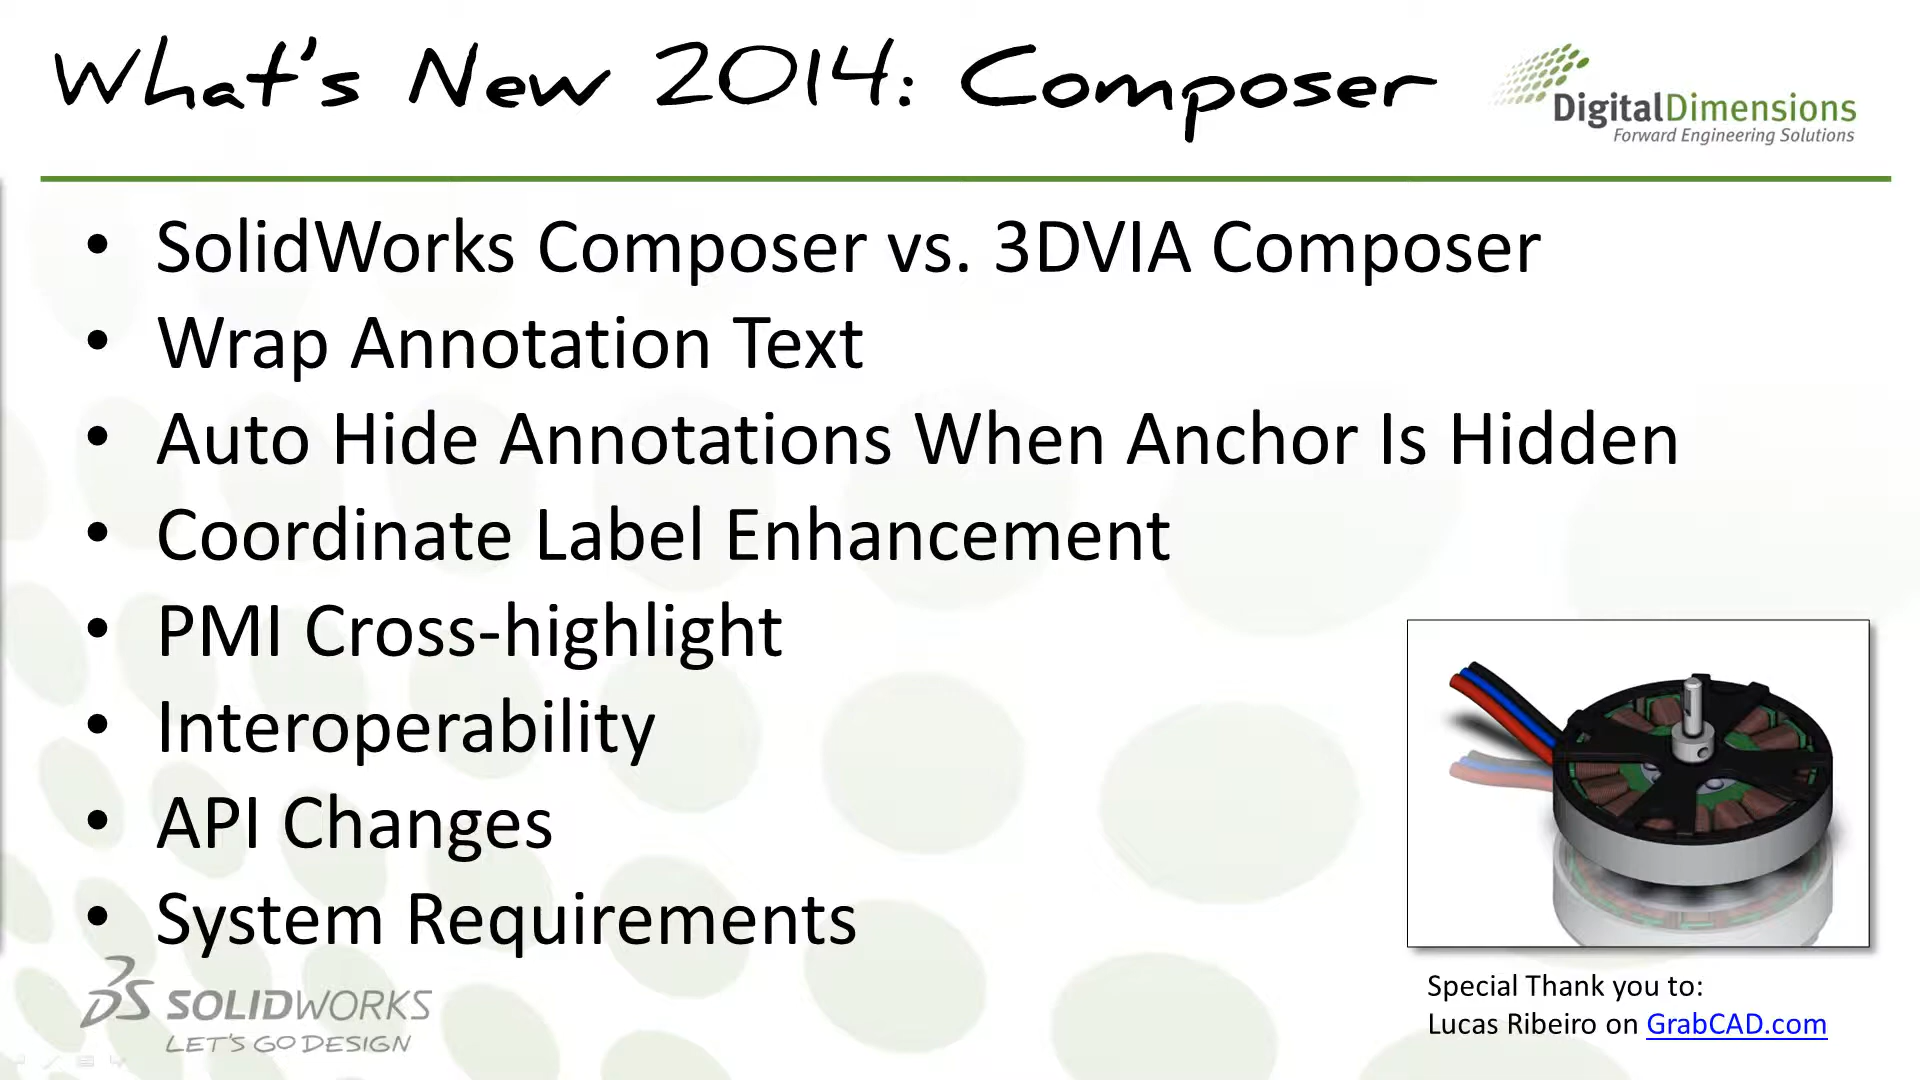 What's New 2014: Composer
DigitalDimensions
Forward Engineering Solutions
• SolidWorks Composer vs. 3DVIA Composer
• Wrap Annotation Text
• Auto Hide Annotations When Anchor Is Hidden
• Coordinate Label Enhancement
• PMI Cross-highlight
• Interoperability
• API Changes
• System Requirements
DS SOLIDWORKS
LET'S GO DESIGN
Special Thank you to:
Lucas Ribeiro on GrabCAD.com